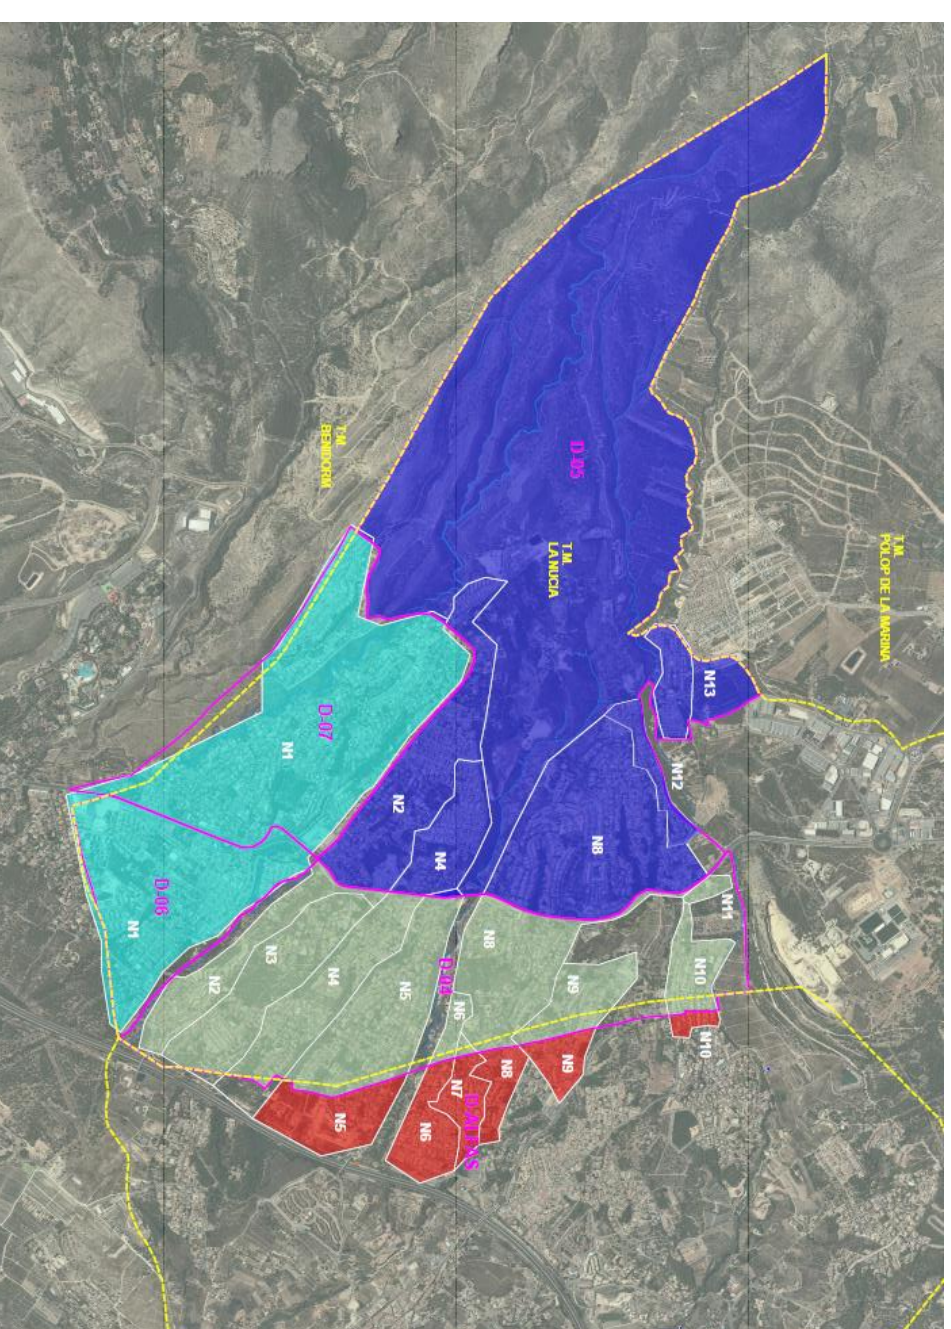 T.M.
POLOP DE LA MARINA
N13
N12
N11
N10
N10
T.M.
LA NUCIA
D-05
N8
N9
N9
N8
N8
N6
N7
N6
N4
N2
N5
N5
N4
N3
N2
T.M.
BENIDORM
D-07
N1
D-06
N1